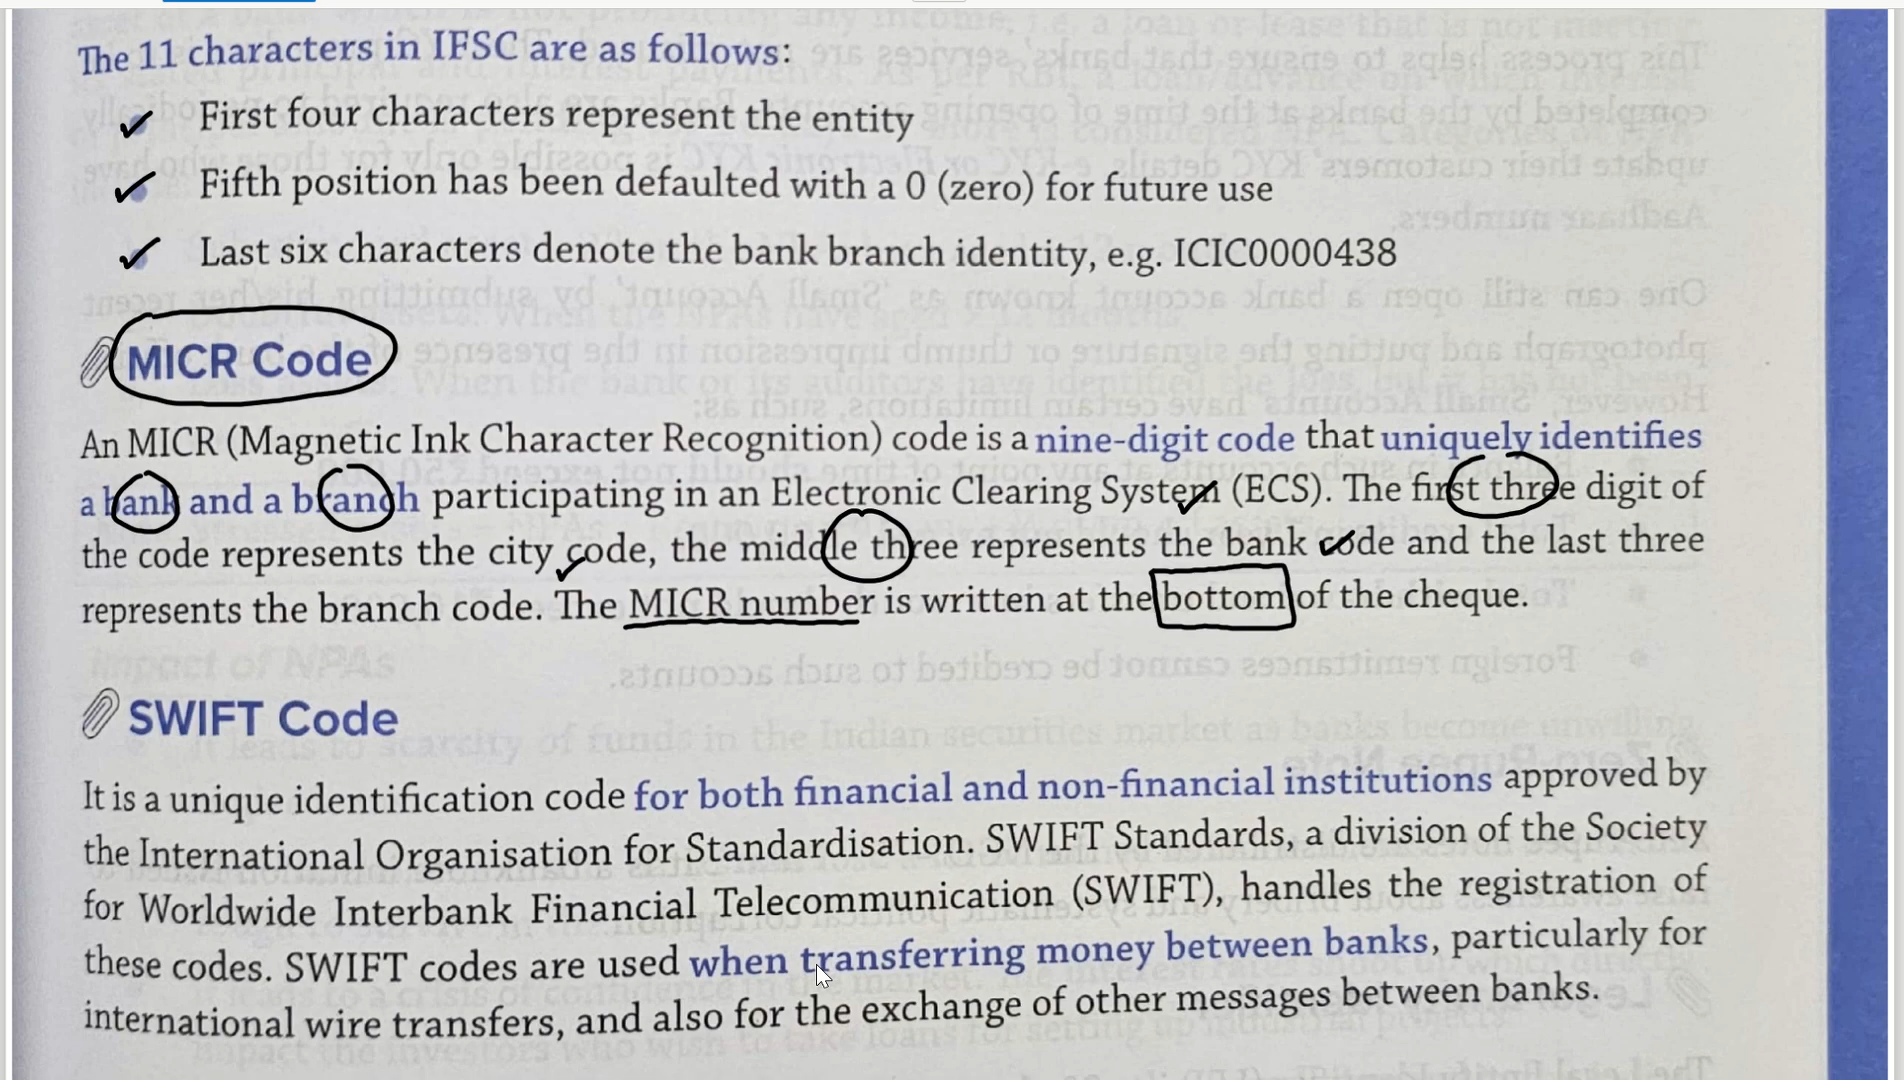 The 11 characters in IFSC are as follows:
First four characters represent the entity
Fifth position has been defaulted with a 0 (zero) for future use
Last six characters denote the bank branch identity, e.g. ICIC0000438
MICR Code
An MICR (Magnetic Ink Character Recognition) code is a nine-digit code that uniquely identifies
a bank and a branch participating in an Electronic Clearing System (ECS). The first three digit of
the code represents the city code, the middle three represents the bank code and the last three
represents the branch code. The MICR number is written at the bottom of the cheque.
SWIFT Code
It is a unique identification code for both financial and non-financial institutions approved by
the International Organisation for Standardisation. SWIFT Standards, a division of the Society
for Worldwide Interbank Financial Telecommunication (SWIFT), handles the registration of
these codes. SWIFT codes are used when transferring money between banks, particularly for
international wire transfers, and also for the exchange of other messages between banks.